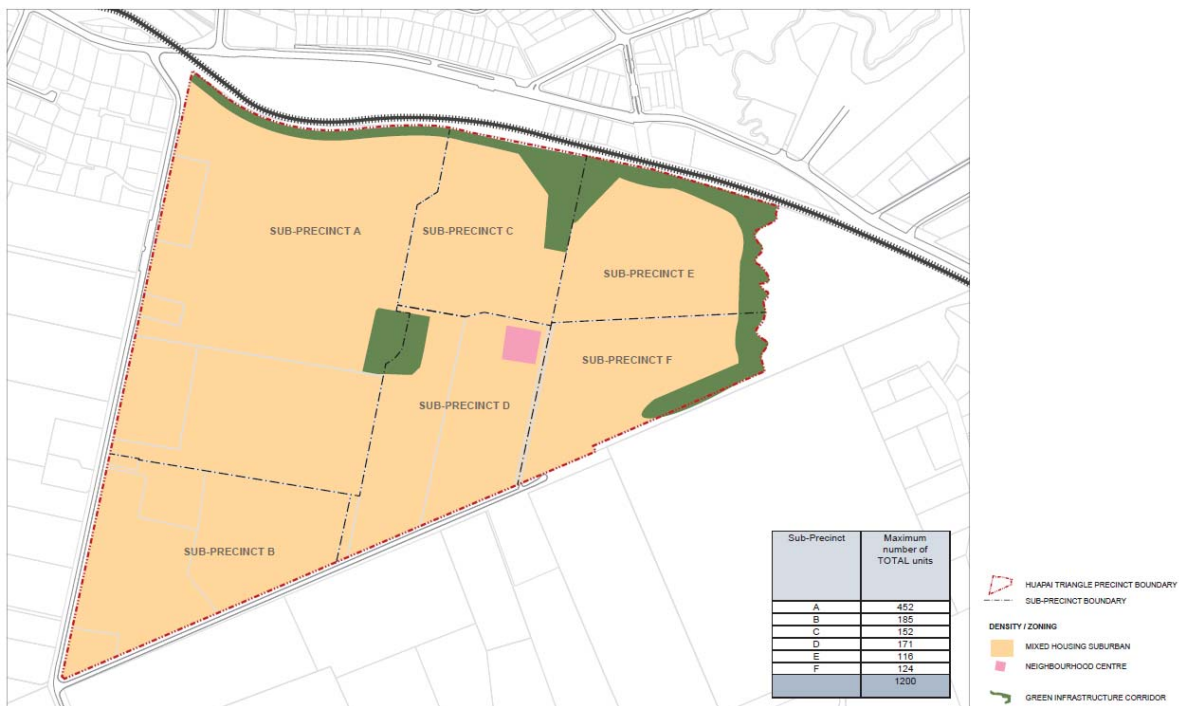 SUB-PRECINCT A
SUB-PRECINCT C
SUB-PRECINCT E
SUB-PRECINCT F
SUB-PRECINCT D
SUB-PRECINCT B
Sub-Precinct Maximum
number of
TOTAL units
A 452
B 185
C 152
D 171
E 116
F 124
1200
HUAPAI TRIANGLE PRECINCT BOUNDARY
SUB-PRECINCT BOUNDARY
DENSITY / ZONING
MIXED HOUSING SUBURBAN
NEIGHBOURHOOD CENTRE
GREEN INFRASTRUCTURE CORRIDOR